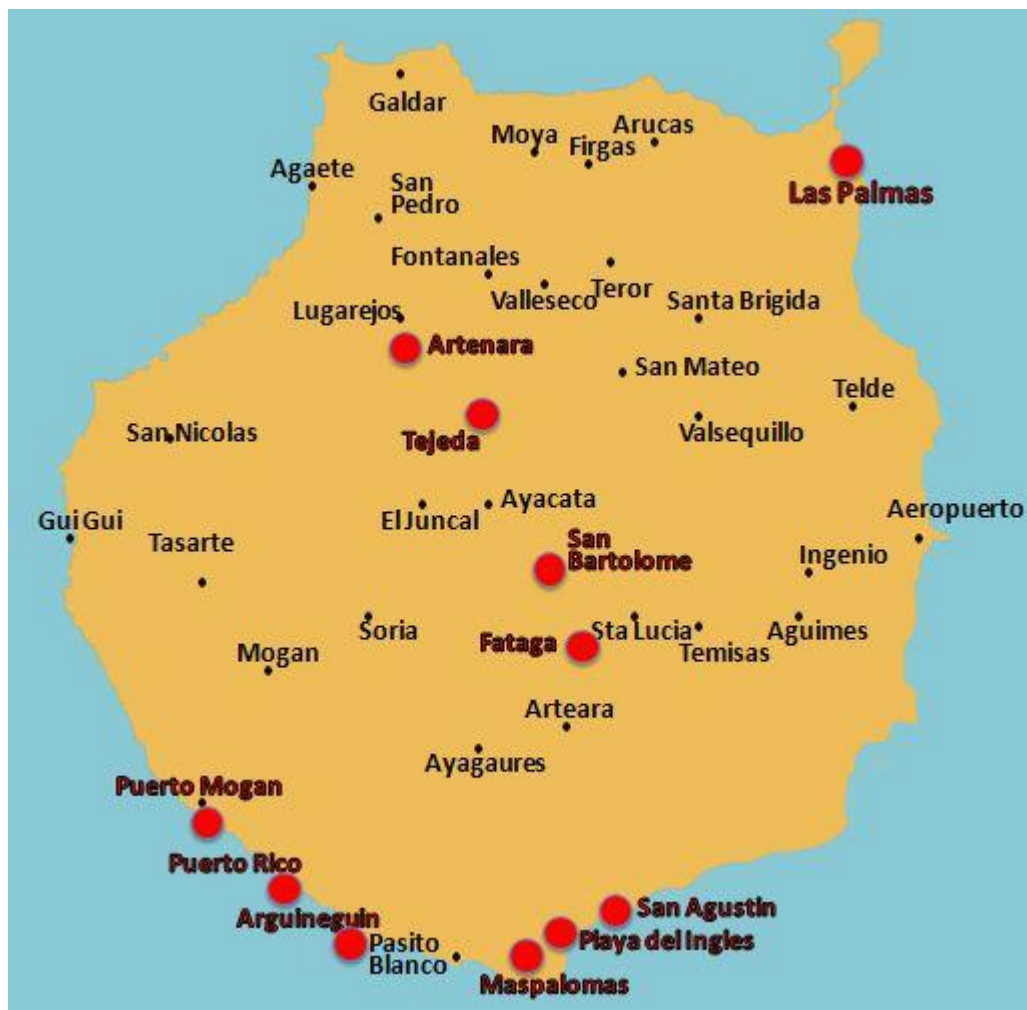 Galdar
Moya
Firgas
Arucas
Agaete
San
Pedro
Las Palmas
Fontanales
Valleseco
Teror
Lugarejos
Santa Brigida
Artenara
San Mateo
Telde
San Nicolas
Tejeda
Valsequillo
Gui Gui
Tasarte
El Juncal
Ayacata
Aeropuerto
San
Bartolome
Ingenio
Soria
Sta Lucia
Temisas
Aguimes
Mogan
Fataga
Arteara
Ayagaures
Puerto Mogan
Puerto Rico
Arguineguin
Pasito
Blanco
San Agustin
Playa del Ingles
Maspalomas